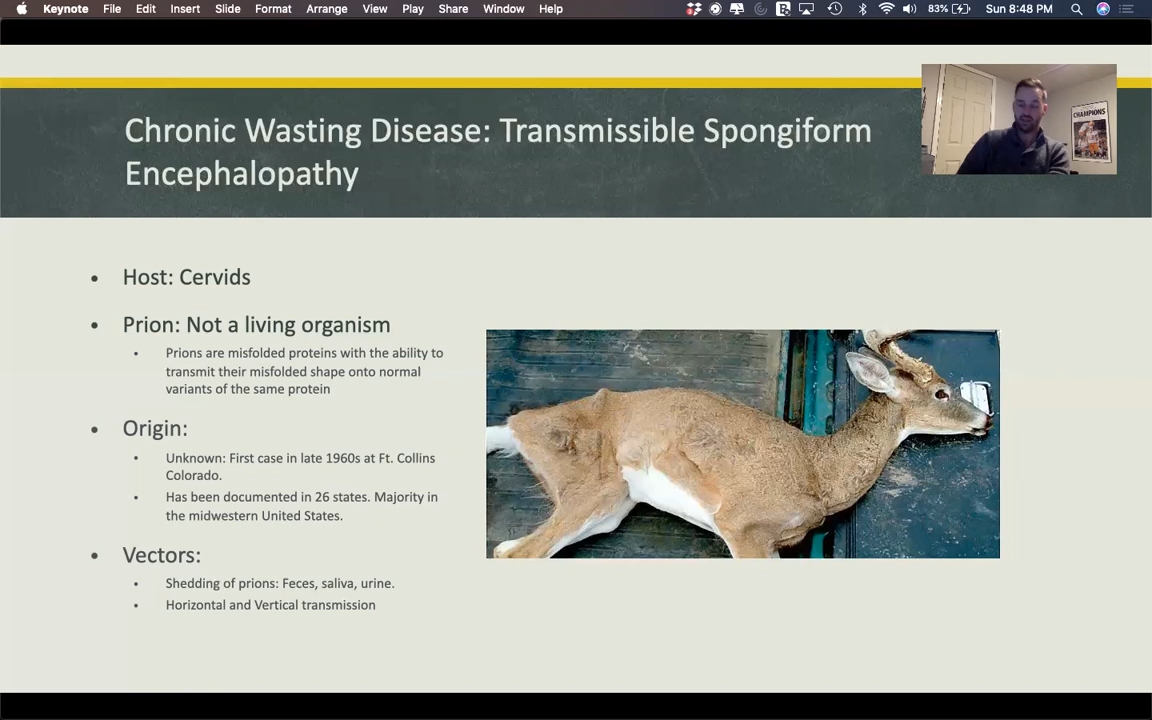 Keynote File Edit View Insert Slide Format Arrange View Play Share Window Help 83% Sun 8:48 PM
Chronic Wasting Disease: Transmissible Spongiform
Encephalopathy
CHAMPIONS
• Host: Cervids
• Prion: Not a living organism
• Prions are misfolded proteins with the ability to
transmit their misfolded shape onto normal
variants of the same protein
• Origin:
• Unknown: First case in late 1960s at Ft. Collins
Colorado.
• Has been documented in 26 states. Majority in
the midwestern United States.
• Vectors:
• Shedding of prions: Feces, saliva, urine.
• Horizontal and Vertical transmission